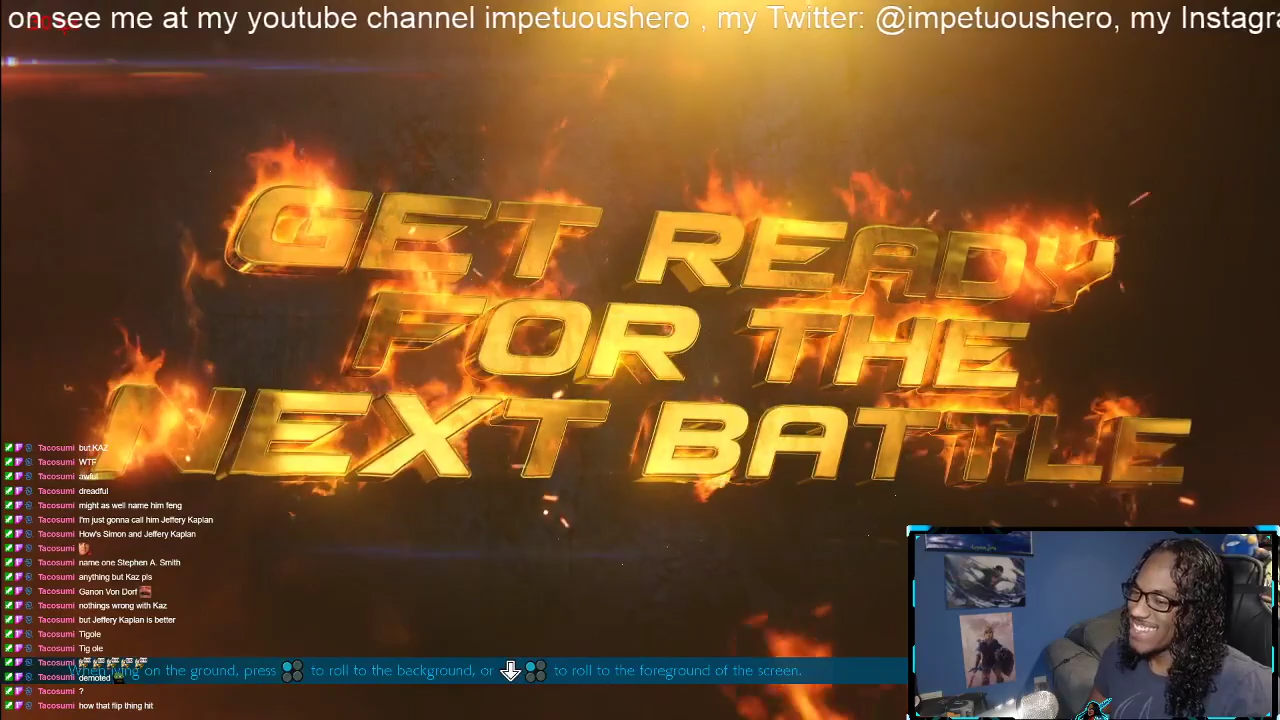 on see me at my youtube channel impetuoushero , my Twitter: @impetuoushero, my Instagra
GET READY
FOR THE
NEXT BATTLE
Tacosumi but KAZ
Tacosumi WTF
Tacosumi awful
Tacosumi dreadful
Tacosumi might as well name him feng
Tacosumi I'm just gonna call him Jeffery Kaplan
Tacosumi How's Simon and Jeffery Kaplan
Tacosumi
Tacosumi name one Stephen A. Smith
Tacosumi anything but Kaz pls
Tacosumi Ganon Von Dorf
Tacosumi nothings wrong with Kaz
Tacosumi but Jeffery Kaplan is better
Tacosumi Tigole
Tacosumi Tig ole
Tacosumi
When lying on the ground, press to roll to the background, or to roll to the foreground of the screen.
Tacosumi demoted
Tacosumi ?
Tacosumi how that flip thing hit